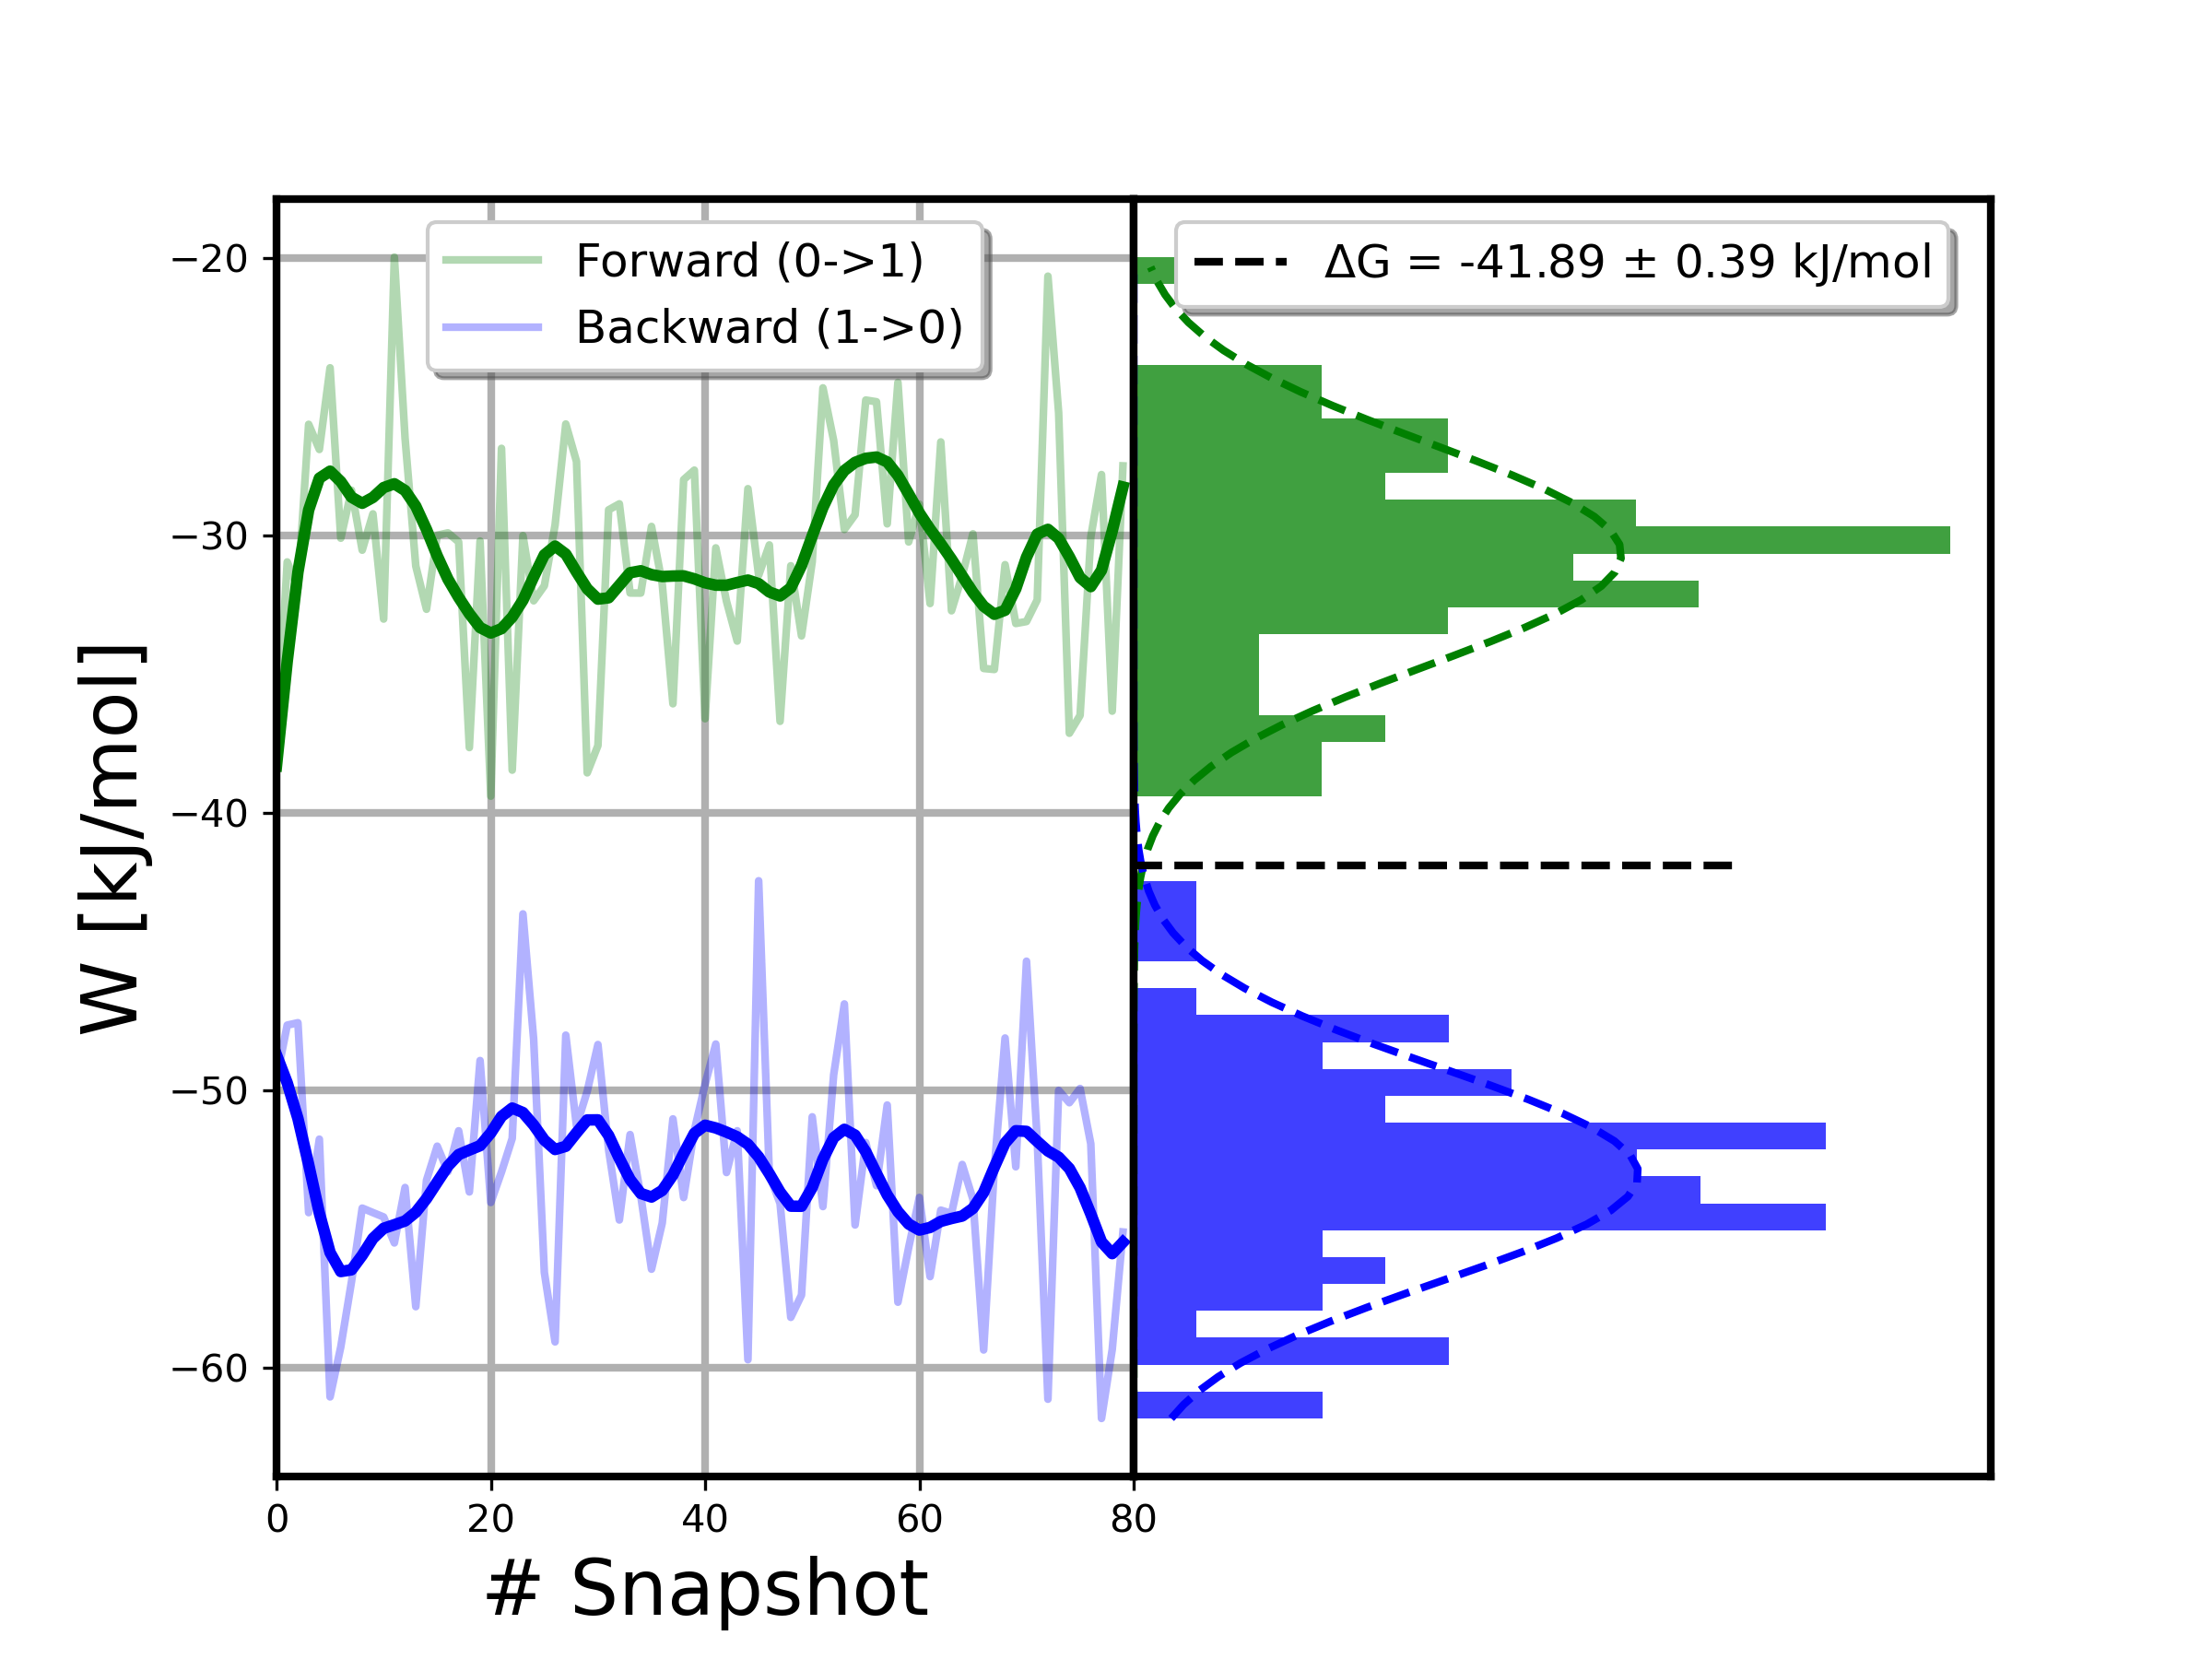 Forward (0->1)
Backward (1->0)
ΔG = -41.89 ± 0.39 kJ/mol
−20
−30
−40
−50
−60
W [kJ/mol]
0
20
40
60
80
# Snapshot